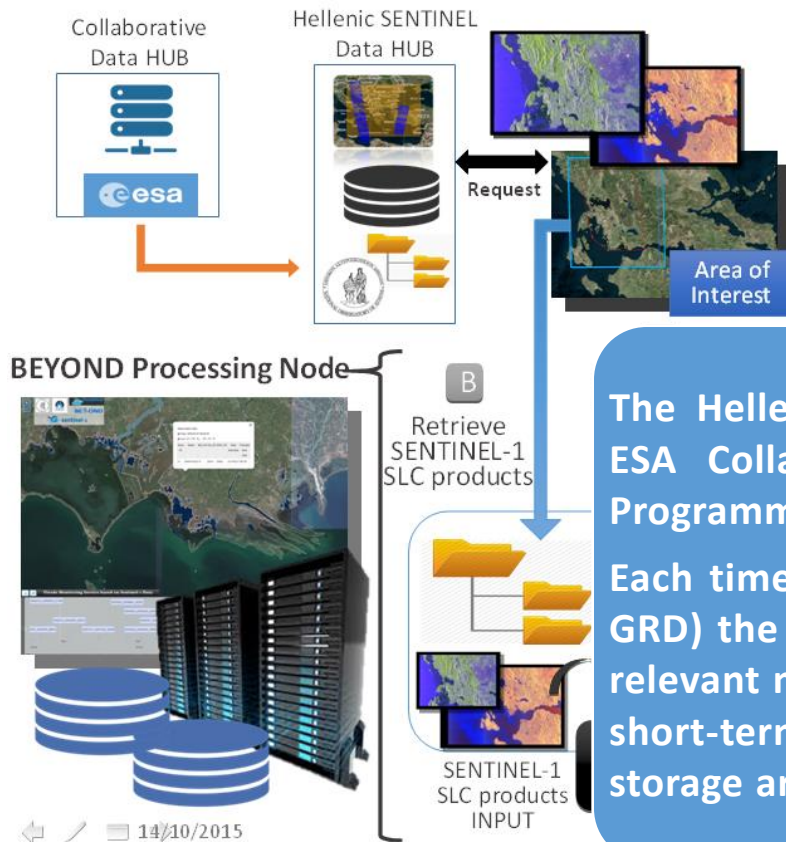 Collaborative
Data HUB
esa
Hellenic SENTINEL
Data HUB
Request
Area of
Interest
BEYOND Processing Node
B
Retrieve
SENTINEL-1
SLC products
SENTINEL-1
SLC products
INPUT
The Helle
ESA Colla
Programm
Each time
GRD) the
relevant
short-term
storage
14/10/2015